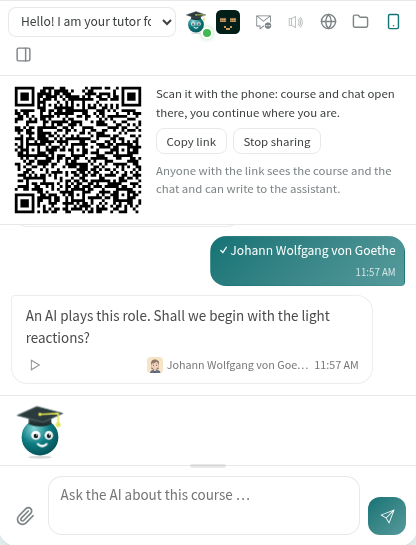 Hello! I am your tutor fo
Scan it with the phone: course and chat open
there, you continue where you are.
Copy link
Stop sharing
Anyone with the link sees the course and the
chat and can write to the assistant.
✓ Johann Wolfgang von Goethe
11:57 AM
An AI plays this role. Shall we begin with the light
reactions?
Johann Wolfgang von Goe… 11:57 AM
Ask the AI about this course …